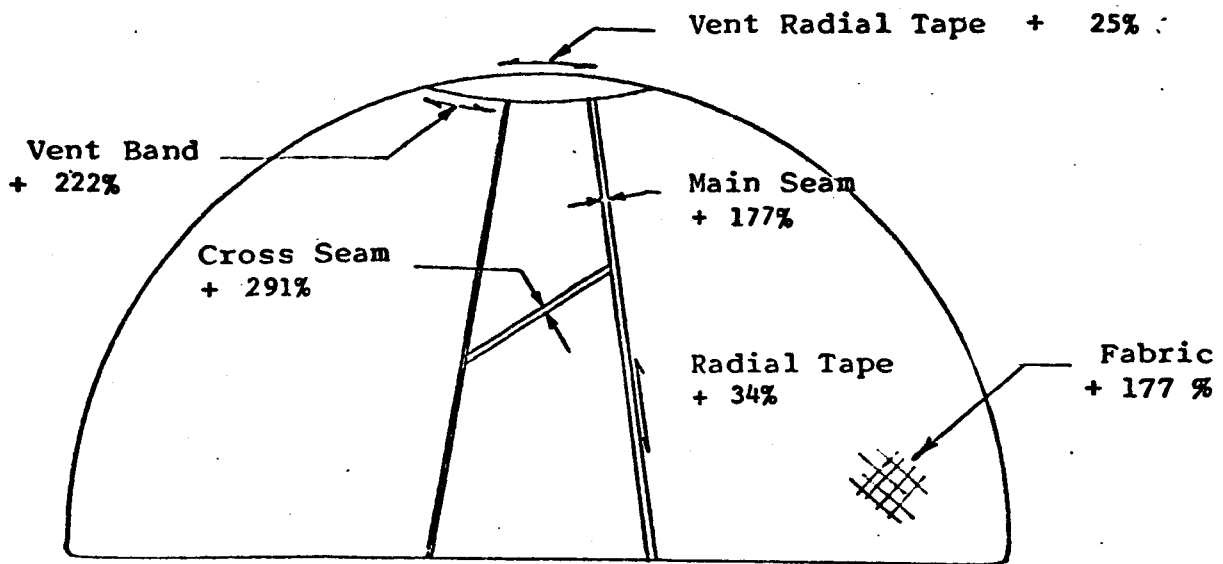 Vent Radial Tape + 25%
Vent Band
+ 222%
Main Seam
+ 177%
Cross Seam
+ 291%
Radial Tape
+ 34%
Fabric
+ 177 %